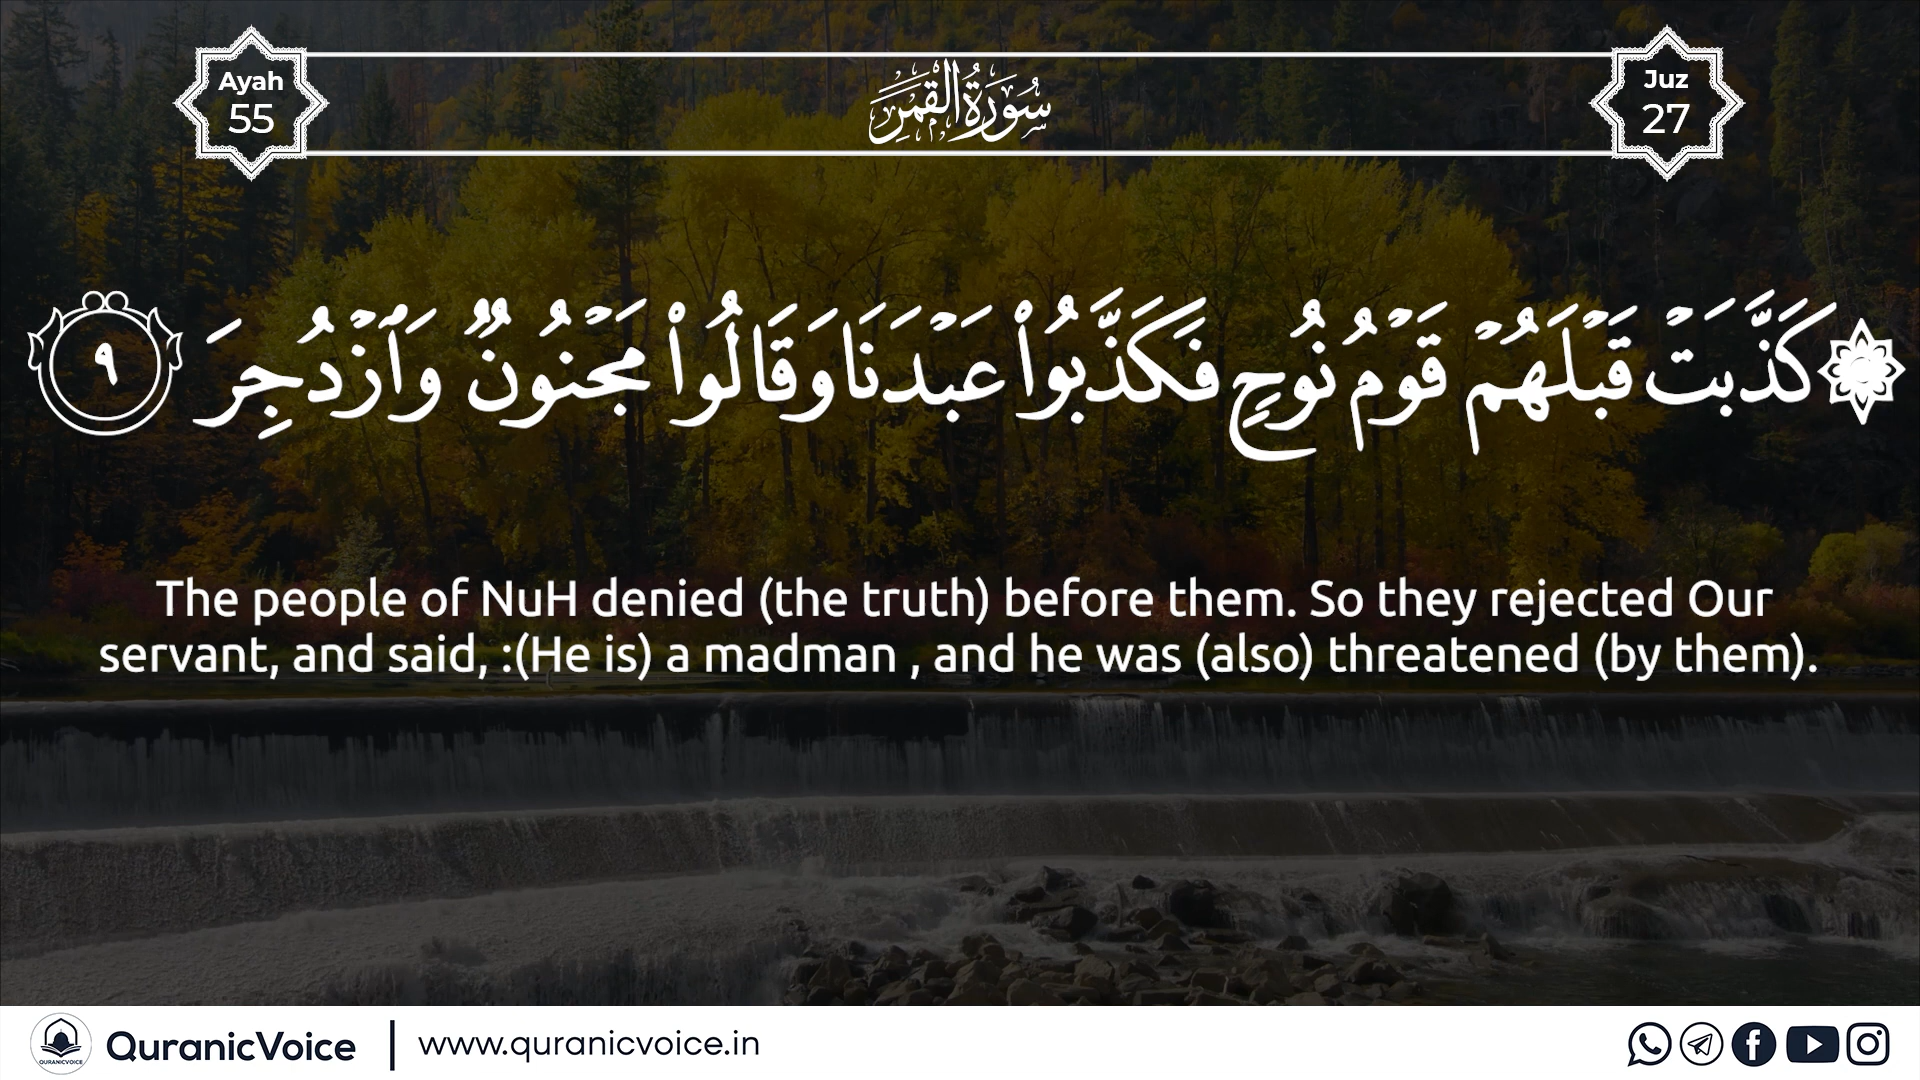 Ayah
55
سُورَةُ الْقَمَرِ
Juz
27
۞ كَذَّبَتۡ قَبۡلَهُمۡ قَوۡمُ نُوحٖ فَكَذَّبُواْ عَبۡدَنَا وَقَالُواْ مَجۡنُونٞ وَٱزۡدُجِرَ ٩
The people of NuH denied (the truth) before them. So they rejected Our
servant, and said, :(He is) a madman , and he was (also) threatened (by them).
QURANICVOICE
QuranicVoice | www.quranicvoice.in